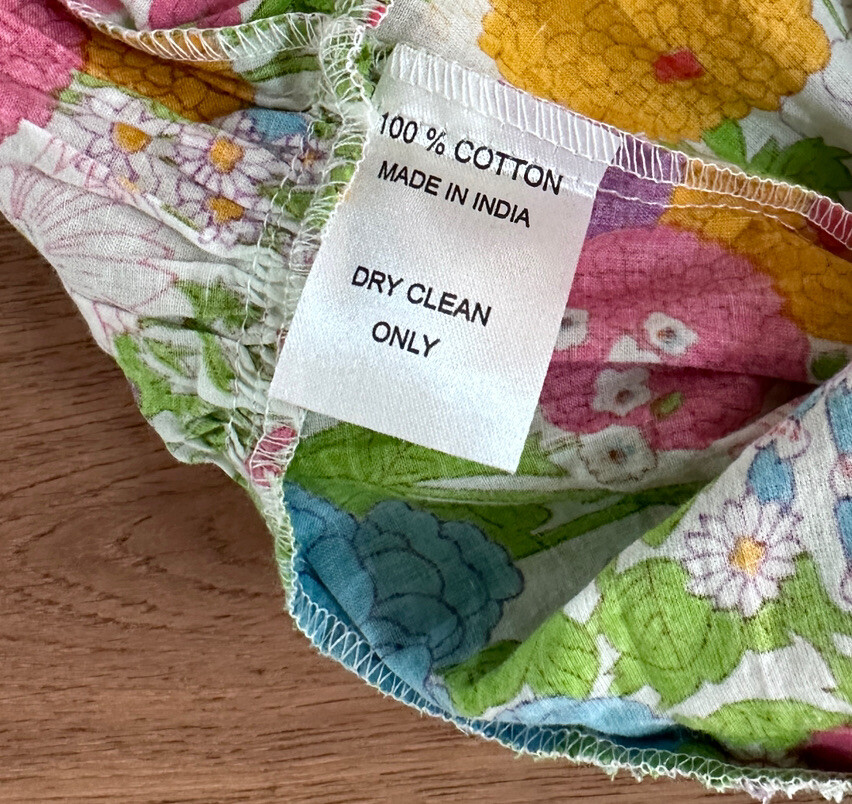 100 % COTTON
MADE IN INDIA
DRY CLEAN
ONLY